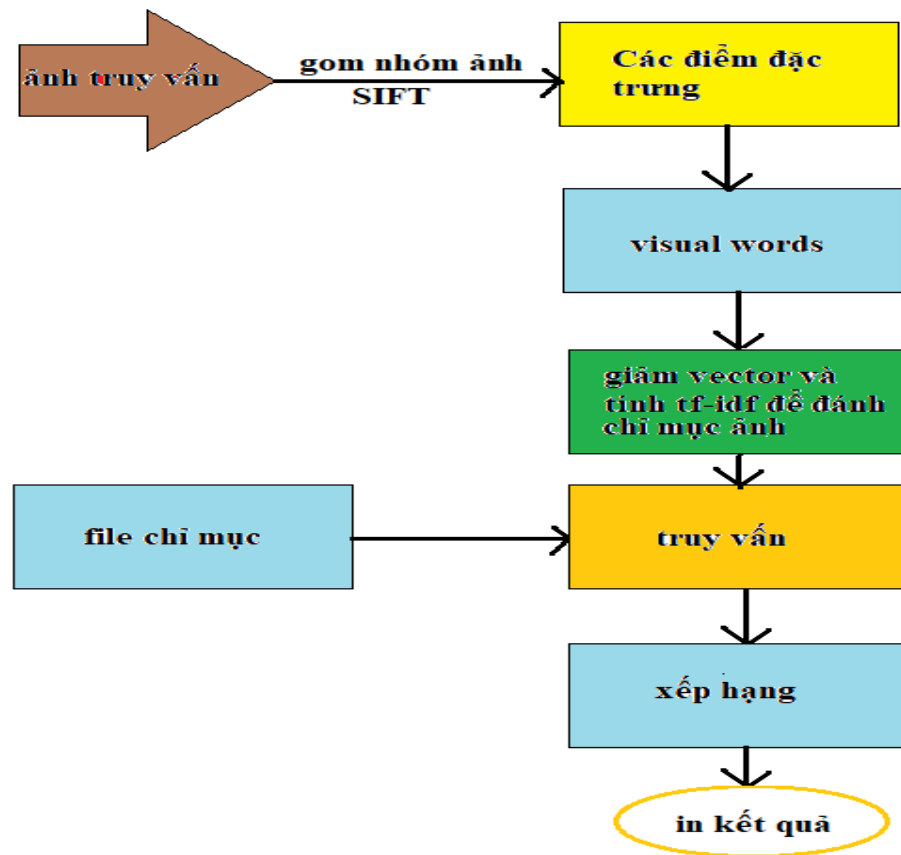 ảnh truy vấn
gom nhóm ảnh
SIFT
Các điểm đặc
trưng
visual words
giảm vector và
tính tf-idf để đánh
chỉ mục ảnh
file chỉ mục
truy vấn
xếp hạng
in kết quả